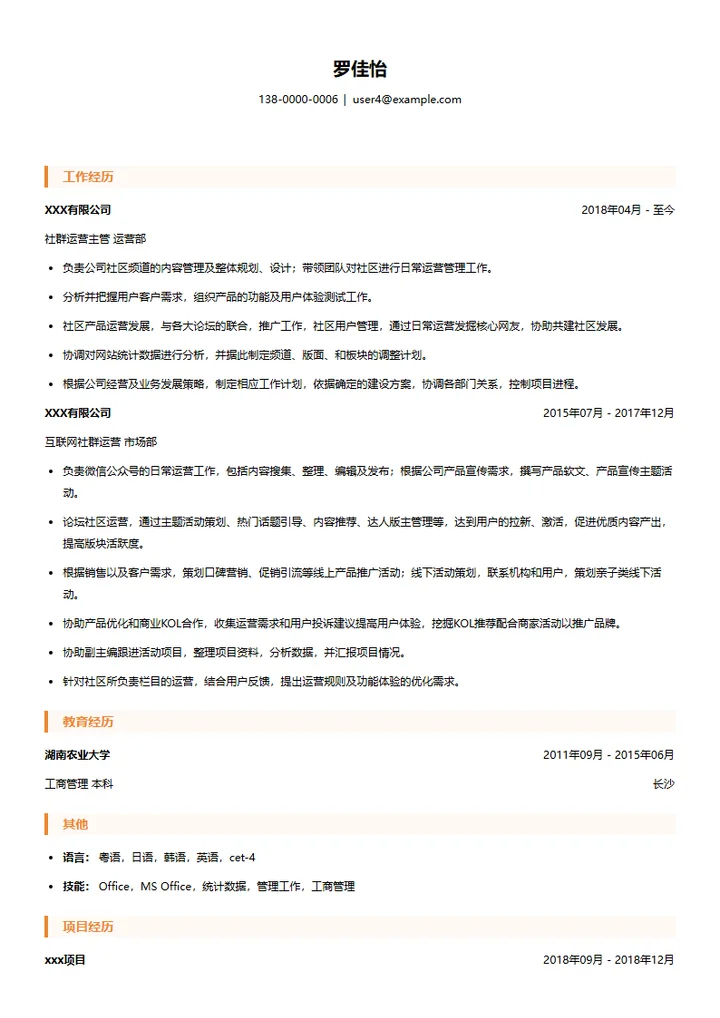 罗佳怡
138-0000-0006 | user4@example.com
工作经历
XXX有限公司 2018年04月 - 至今
社群运营主管 运营部
• 负责公司社区频道的内容管理及整体规划、设计；带领团队对社区进行日常运营管理工作。
• 分析并把握用户客户需求，组织产品的功能及用户体验测试工作。
• 社区产品运营发展，与各大论坛的联合，推广工作，社区用户管理，通过日常运营发掘核心网友，协助共建社区发展。
• 协调对网站统计数据进行分析，并据此制定频道、版面、和板块的调整计划。
• 根据公司经营及业务发展策略，制定相应工作计划，依据确定的建设方案，协调各部门关系，控制项目进程。
XXX有限公司 2015年07月 - 2017年12月
互联网社群运营 市场部
• 负责微信公众号的日常运营工作，包括内容搜集、整理、编辑及发布；根据公司产品宣传需求，撰写产品软文、产品宣传主题活
动。
• 论坛社区运营，通过主题活动策划、热门话题引导、内容推荐、达人版主管理等，达到用户的拉新、激活，促进优质内容产出，
提高版块活跃度。
• 根据销售以及客户需求，策划口碑营销、促销引流等线上产品推广活动；线下活动策划，联系机构和用户，策划亲子类线下活
动。
• 协助产品优化和商业KOL合作，收集运营需求和用户投诉建议提高用户体验，挖掘KOL推荐配合商家活动以推广品牌。
• 协助副主编跟进活动项目，整理项目资料，分析数据，并汇报项目情况。
• 针对社区所负责栏目的运营，结合用户反馈，提出运营规则及功能体验的优化需求。
教育经历
湖南农业大学 2011年09月 - 2015年06月
工商管理 本科 长沙
其他
• 语言： 粤语，日语，韩语，英语，cet-4
• 技能： Office，MS Office，统计数据，管理工作，工商管理
项目经历
xxx项目 2018年09月 - 2018年12月